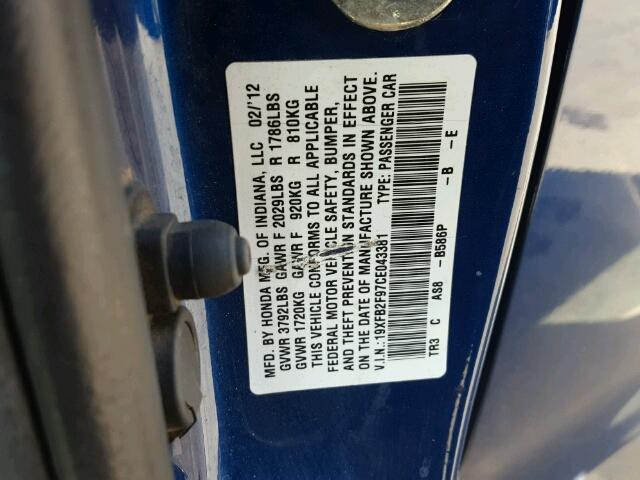 MFD. BY HONDA MFG. OF INDIANA, LLC 02/'12
GVWR 3792LBS GAWR F 2029LBS R 1786LBS
GVWR 1720KG GAWR F 920KG R 810KG
THIS VEHICLE CONFORMS TO ALL APPLICABLE
FEDERAL MOTOR VEHICLE SAFETY, BUMPER,
AND THEFT PREVENTION STANDARDS IN EFFECT
ON THE DATE OF MANUFACTURE SHOWN ABOVE.
V.I.N.: 19XFB2F97CE043381 TYPE: PASSENGER CAR
TR3 C AS8 -B586P -B -E